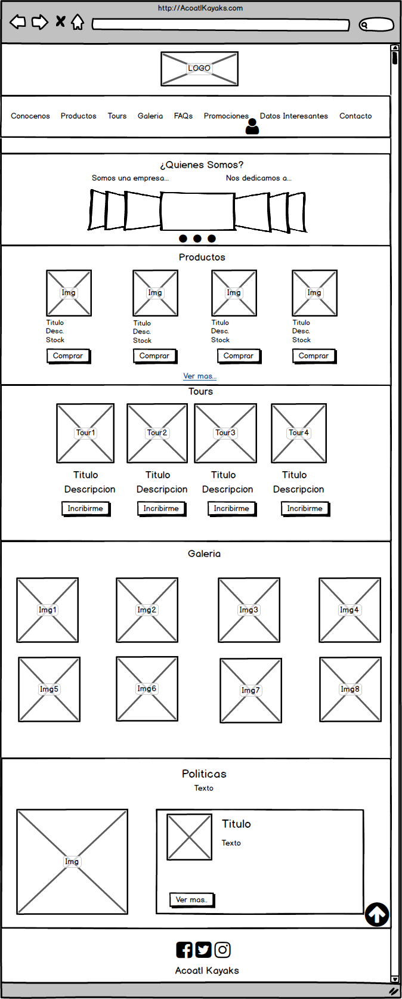 http://AcoatlKayaks.com
LOGO
Conocenos Productos Tours Galeria FAQs Promociones Datos Interesantes Contacto
¿Quienes Somos?
Somos una empresa... Nos dedicamos a...
Productos
Img Img Img Img
Titulo Titulo Titulo Titulo
Desc. Desc. Desc. Desc.
Stock Stock Stock Stock
Comprar Comprar Comprar Comprar
Ver mas...
Tours
Tour1 Tour2 Tour3 Tour4
Titulo Titulo Titulo Titulo
Descripcion Descripcion Descripcion Descripcion
Incribirme Incribirme Incribirme Incribirme
Galeria
Img1 Img2 Img3 Img4
Img5 Img6 Img7 Img8
Politicas
Texto
Titulo
Texto
Img
Ver mas..
Acoatl Kayaks